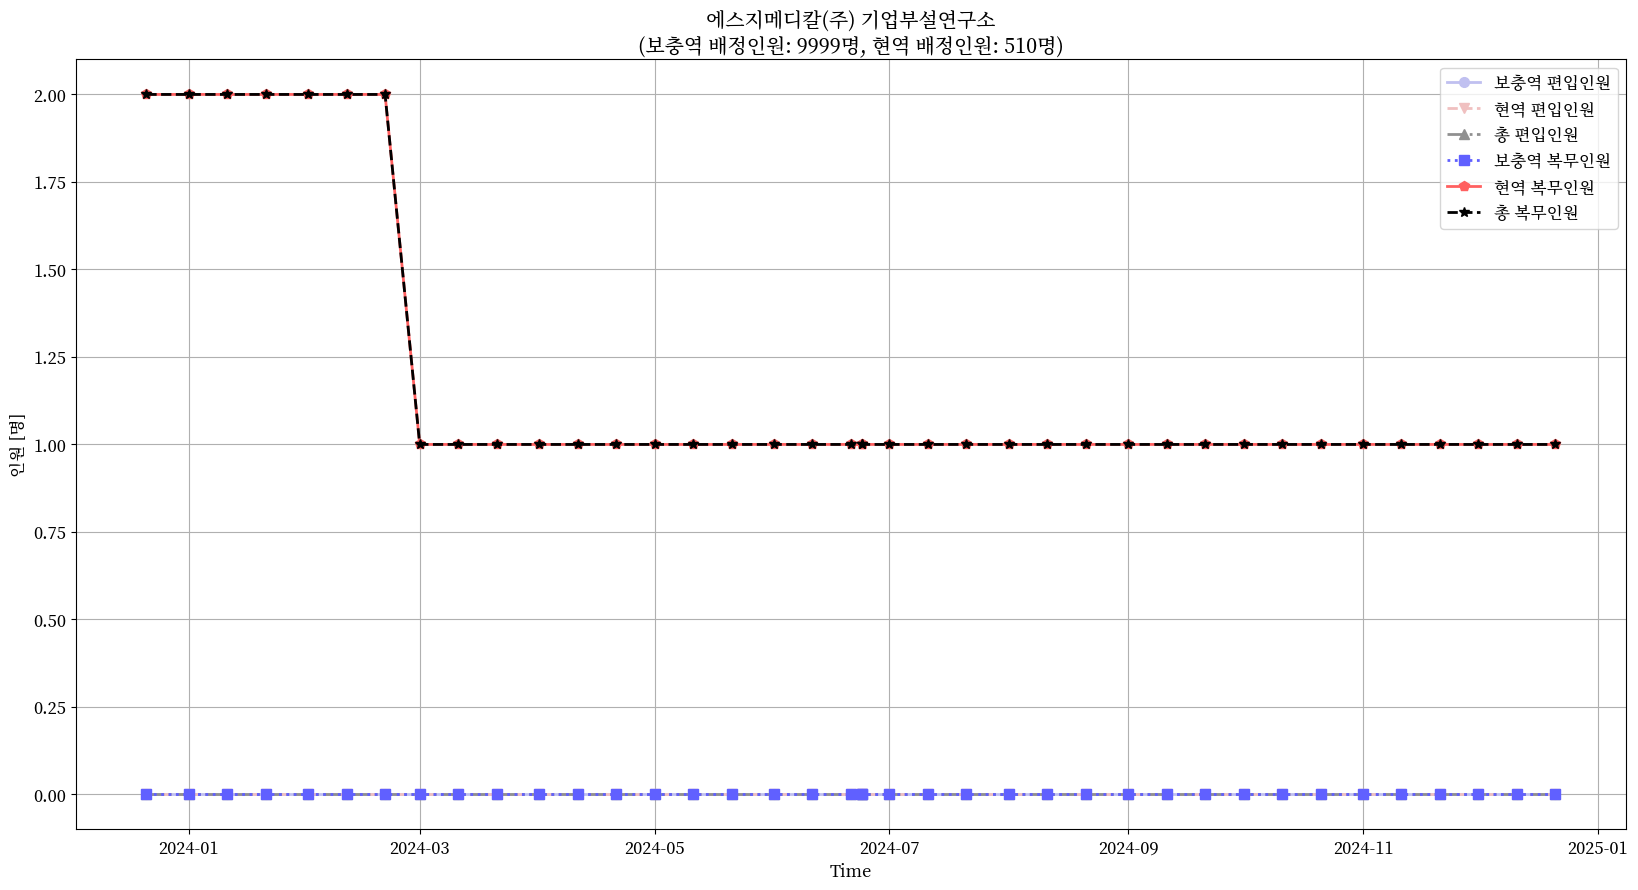 에스지메디칼(주) 기업부설연구소
(보충역 배정인원: 9999명, 현역 배정인원: 510명)
보충역 편입인원
현역 편입인원
총 편입인원
보충역 복무인원
현역 복무인원
총 복무인원
2.00
1.75
1.50
1.25
1.00
0.75
0.50
0.25
0.00
인원 [명]
2024-01
2024-03
2024-05
2024-07
2024-09
2024-11
2025-01
Time